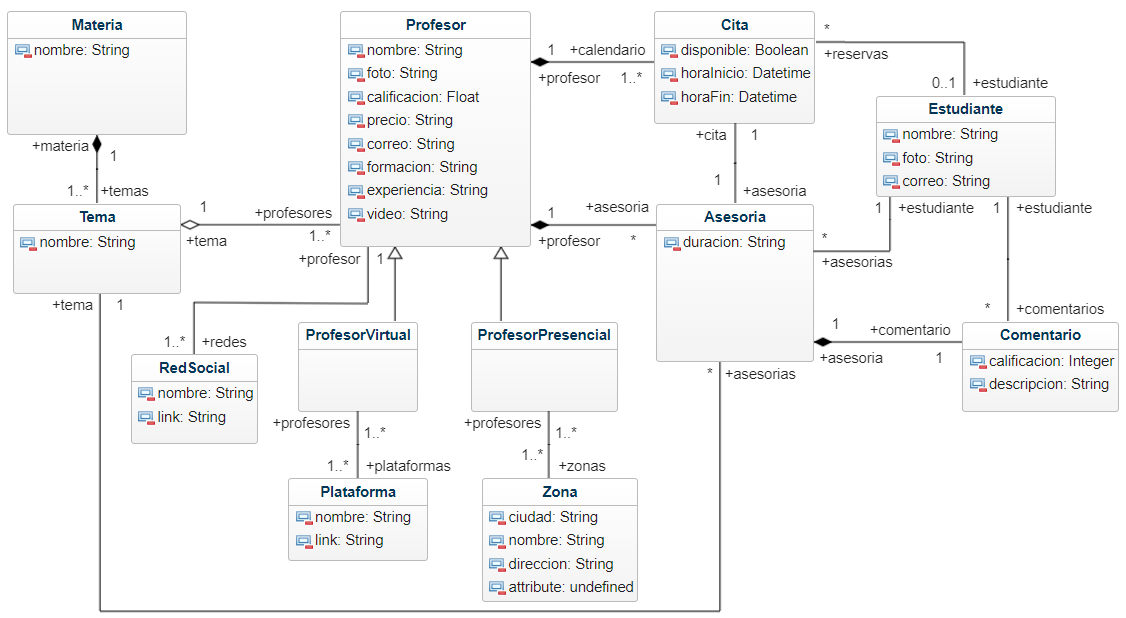 Materia
nombre: String
+materia
1
1..*
+temas
Tema
nombre: String
1
+profesores
+tema
1..*
+tema
1
Profesor
nombre: String
foto: String
calificacion: Float
precio: String
correo: String
formacion: String
experiencia: String
video: String
1
+calendario
+profesor
1..*
Cita
disponible: Boolean
horaInicio: Datetime
horaFin: Datetime
*
+reservas
0..1
+estudiante
+cita
1
1
+asesoria
Estudiante
nombre: String
foto: String
correo: String
1
+estudiante
1
+estudiante
1
+asesoria
+profesor
*
Asesoria
duracion: String
*
+asesorias
*
+comentarios
+profesor
1
1..*
+redes
RedSocial
nombre: String
link: String
ProfesorVirtual
ProfesorPresencial
1
+comentario
+asesoria
1
*
+asesorias
Comentario
calificacion: Integer
descripcion: String
+profesores
1..*
1..*
+plataformas
+profesores
1..*
1..*
+zonas
Plataforma
nombre: String
link: String
Zona
ciudad: String
nombre: String
direccion: String
attribute: undefined